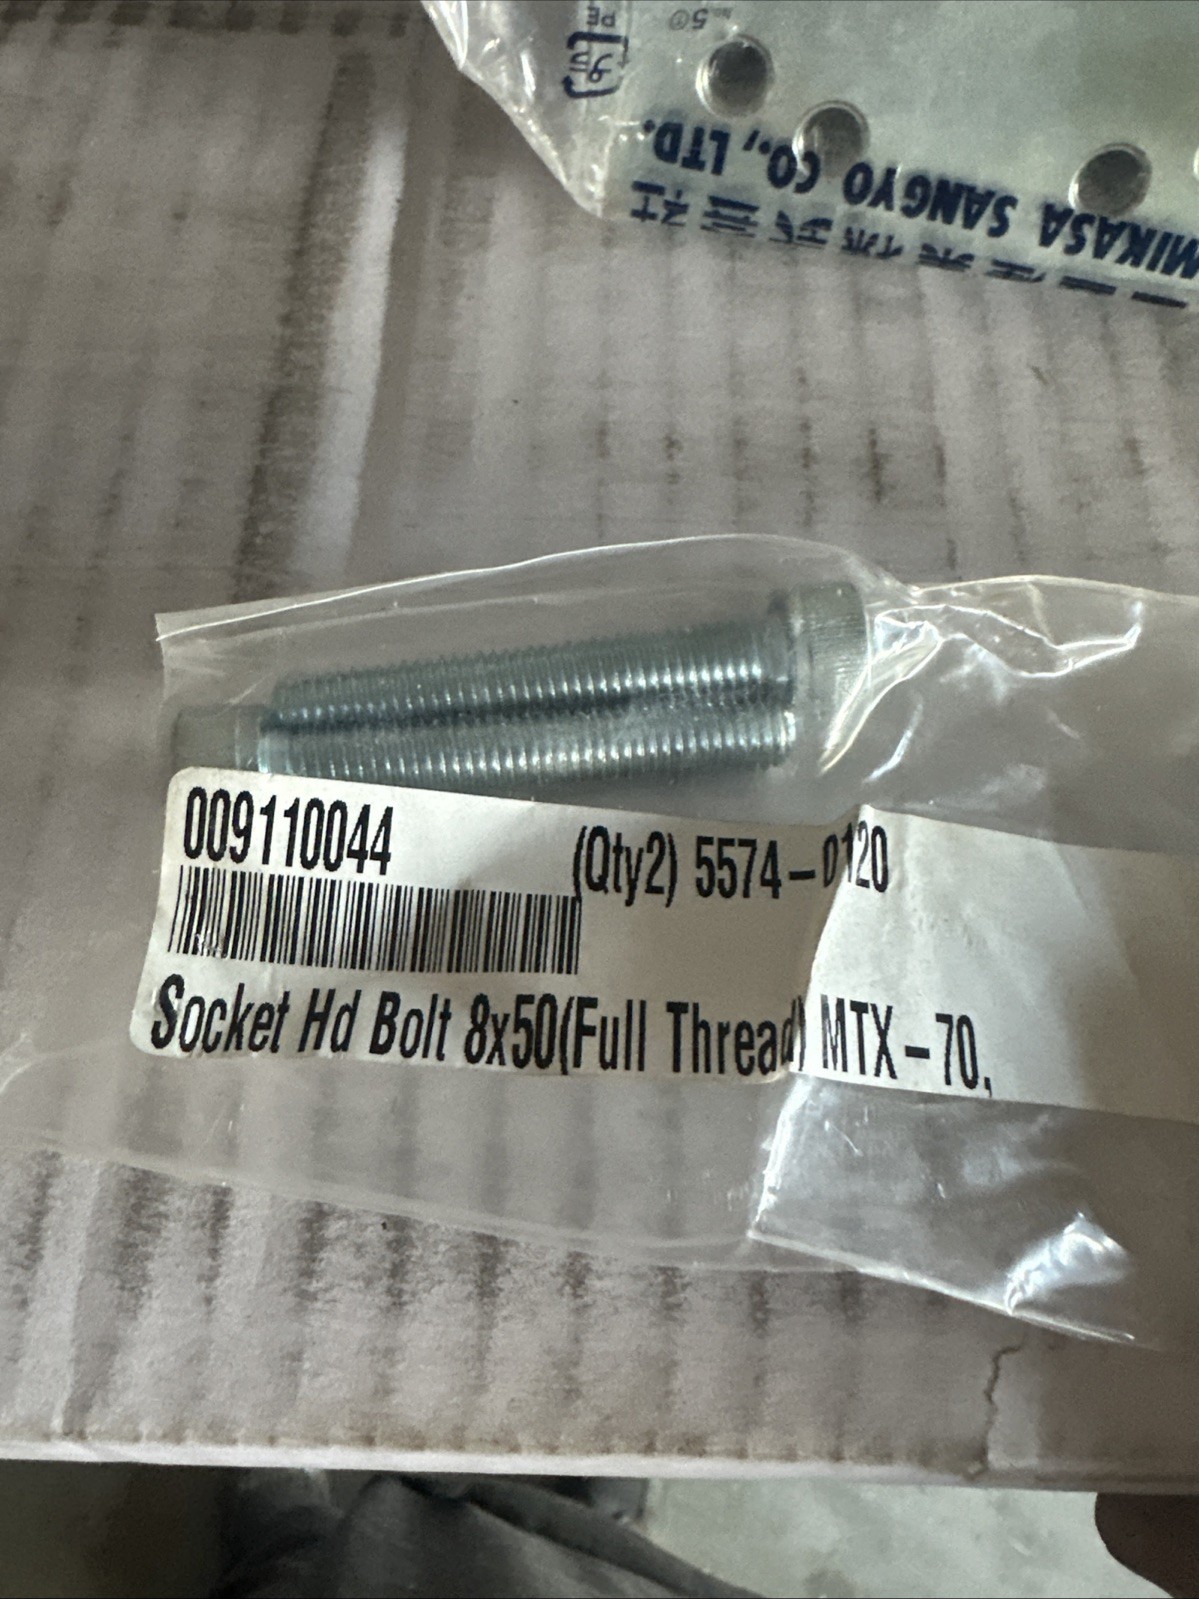 MIKASA SANGYO CO., LTD.
009110044
(Qty2) 5574-0120
Socket Hd Bolt 8x50(Full Thread) MTX-70,